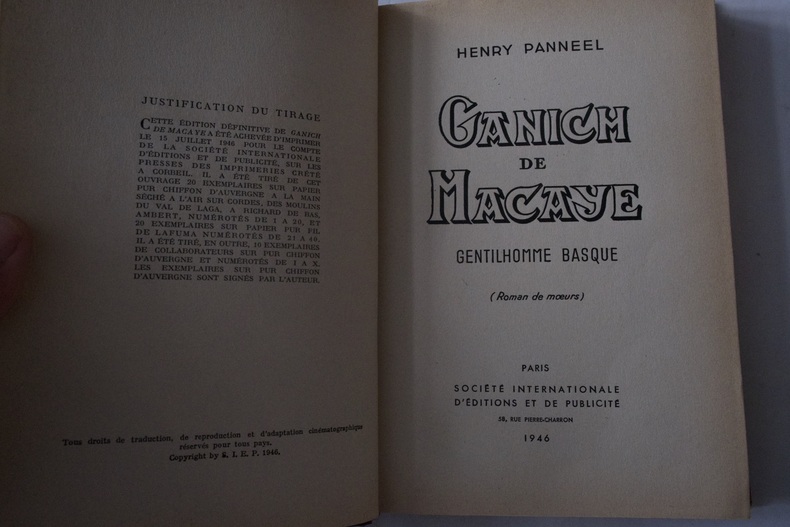 JUSTIFICATION DU TIRAGE
CETTE ÉDITION DÉFINITIVE DE GANICH
DE MACAYE A ÉTÉ ACHEVÉE D'IMPRIMER
LE 15 JUILLET 1946 POUR LE COMPTE
DE LA SOCIÉTÉ INTERNATIONALE
D'ÉDITIONS ET DE PUBLICITÉ, SUR LES
PRESSES DES IMPRIMERIES CRÉTÉ
A CORBEIL. IL A ÉTÉ TIRÉ DE CET
OUVRAGE 20 EXEMPLAIRES SUR PAPIER
PUR CHIFFON D'AUVERGNE A LA MAIN
SÉCHÉ A L'AIR SUR CORDES, DES MOULINS
DU VAL DE LAGA, A RICHARD DE BAS,
AMBERT, NUMÉROTÉS DE 1 A 20, ET
20 EXEMPLAIRES SUR PAPIER PUR FIL
DE LAFUMA NUMÉROTÉS DE 21 A 40.
IL A ÉTÉ TIRÉ, EN OUTRE, 10 EXEMPLAIRES
DE COLLABORATEURS SUR PUR CHIFFON
D'AUVERGNE ET NUMÉROTÉS DE I A X.
LES EXEMPLAIRES SUR PUR CHIFFON
D'AUVERGNE SONT SIGNÉS PAR L'AUTEUR.
Tous droits de traduction, de reproduction et d'adaptation cinématographique
réservés pour tous pays.
Copyright by S. I. E. P. 1946.
HENRY PANNEEL
GANICH
DE
MACAYE
GENTILHOMME BASQUE
(Roman de mœurs)
PARIS
SOCIÉTÉ INTERNATIONALE
D'ÉDITIONS ET DE PUBLICITÉ
58, RUE PIERRE-CHARRON
1946